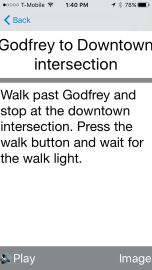 T-Mobile 1:40 PM 78%
Back
Godfrey to Downtown
intersection
Walk past Godfrey and
stop at the downtown
intersection. Press the
walk button and wait for
the walk light.
Play Image